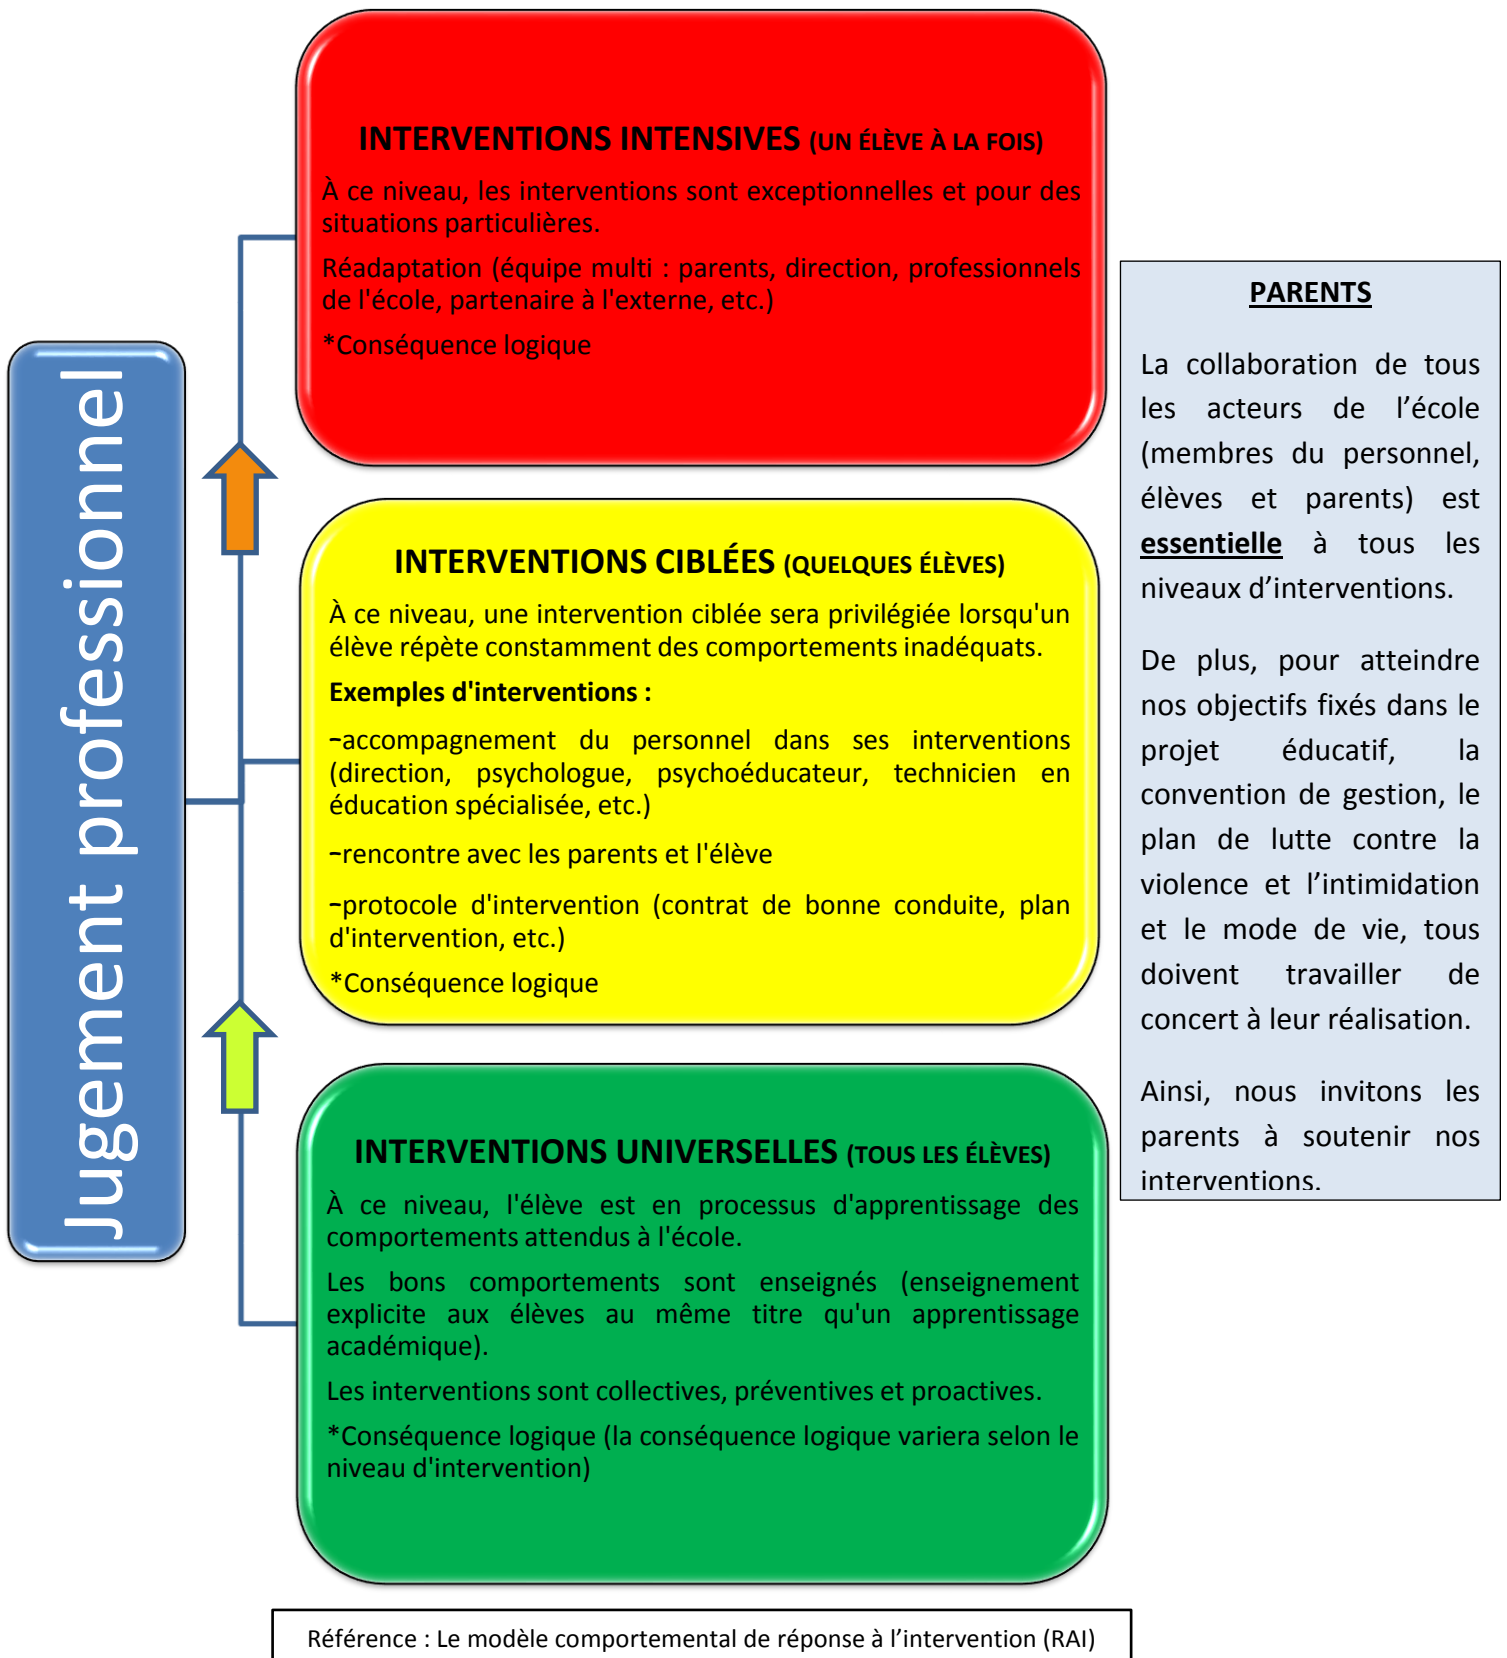 Jugement professionnel
INTERVENTIONS INTENSIVES (UN ÉLÈVE À LA FOIS)
À ce niveau, les interventions sont exceptionnelles et pour des
situations particulières.
Réadaptation (équipe multi : parents, direction, professionnels
de l'école, partenaire à l'externe, etc.)
*Conséquence logique
INTERVENTIONS CIBLÉES (QUELQUES ÉLÈVES)
À ce niveau, une intervention ciblée sera privilégiée lorsqu'un
élève répète constamment des comportements inadéquats.
Exemples d'interventions :
-accompagnement du personnel dans ses interventions
(direction, psychologue, psychoéducateur, technicien en
éducation spécialisée, etc.)
-rencontre avec les parents et l'élève
-protocole d'intervention (contrat de bonne conduite, plan
d'intervention, etc.)
*Conséquence logique
INTERVENTIONS UNIVERSELLES (TOUS LES ÉLÈVES)
À ce niveau, l'élève est en processus d'apprentissage des
comportements attendus à l'école.
Les bons comportements sont enseignés (enseignement
explicite aux élèves au même titre qu'un apprentissage
académique).
Les interventions sont collectives, préventives et proactives.
*Conséquence logique (la conséquence logique variera selon le
niveau d'intervention)
PARENTS
La collaboration de tous
les acteurs de l’école
(membres du personnel,
élèves et parents) est
essentielle à tous les
niveaux d’interventions.
De plus, pour atteindre
nos objectifs fixés dans le
projet éducatif, la
convention de gestion, le
plan de lutte contre la
violence et l’intimidation
et le mode de vie, tous
doivent travailler de
concert à leur réalisation.
Ainsi, nous invitons les
parents à soutenir nos
interventions.
Référence : Le modèle comportemental de réponse à l’intervention (RAI)